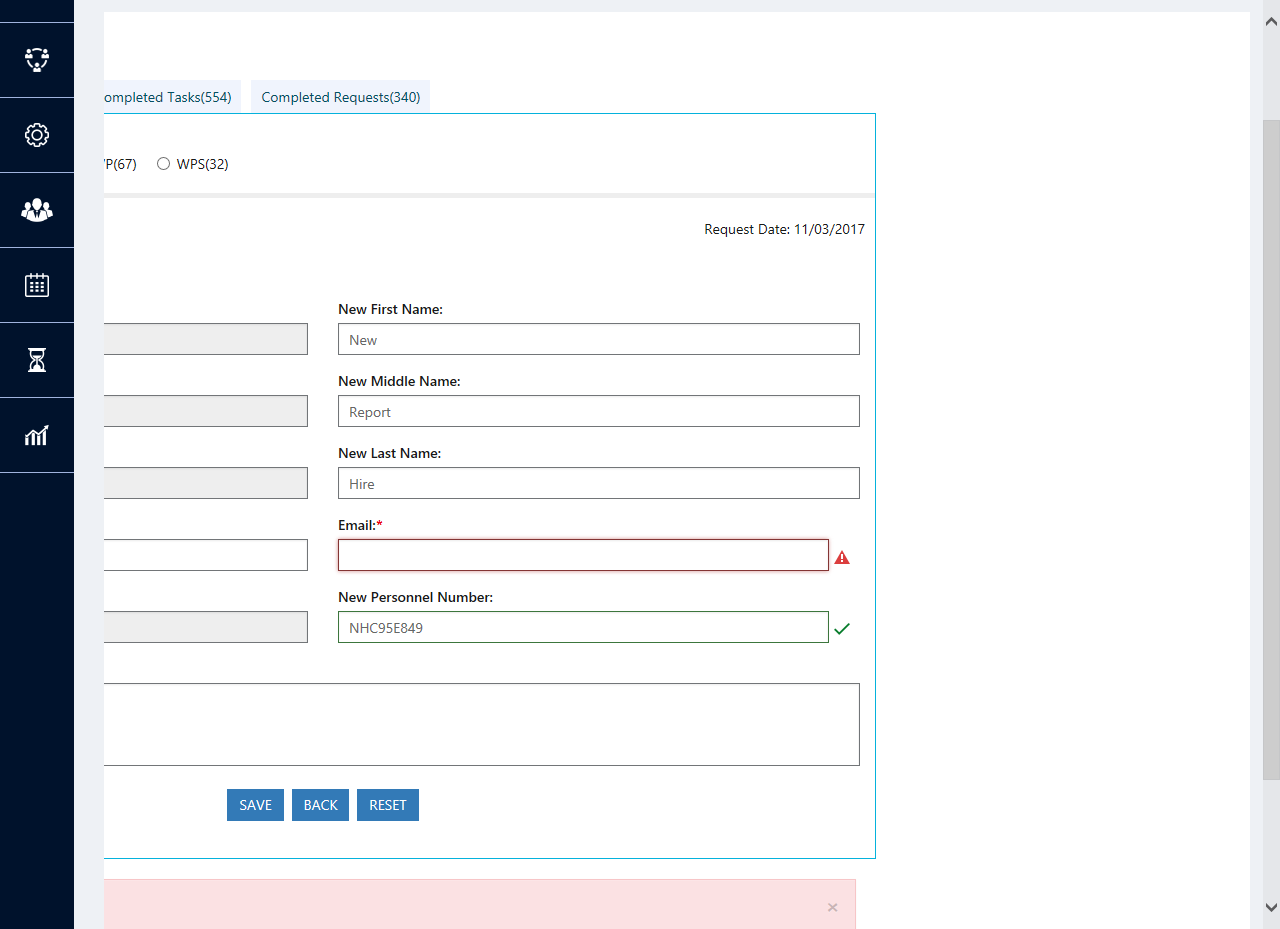 ompleted Tasks(554)
Completed Requests(340)
P(67)
WPS(32)
Request Date: 11/03/2017
New First Name:
New
New Middle Name:
Report
New Last Name:
Hire
Email:*
New Personnel Number:
NHC95E849
SAVE
BACK
RESET
×